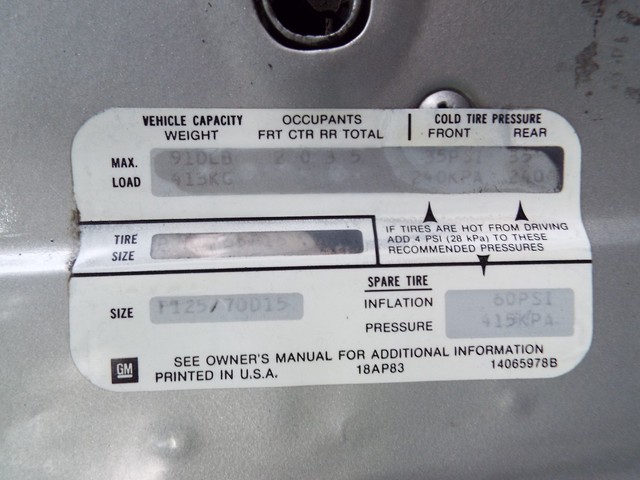 VEHICLE CAPACITY OCCUPANTS COLD TIRE PRESSURE
WEIGHT FRT CTR RR TOTAL FRONT REAR
MAX. 910LB 2 0 3 5 35PSI 35
LOAD 413KG 240KPA 240
TIRE
SIZE
IF TIRES ARE HOT FROM DRIVING
ADD 4 PSI (28 kPa) TO THESE
RECOMMENDED PRESSURES
SPARE TIRE
SIZE T125/70D15 INFLATION 60PSI
PRESSURE 415KPA
SEE OWNER'S MANUAL FOR ADDITIONAL INFORMATION
GM PRINTED IN U.S.A. 18AP83 14065978B